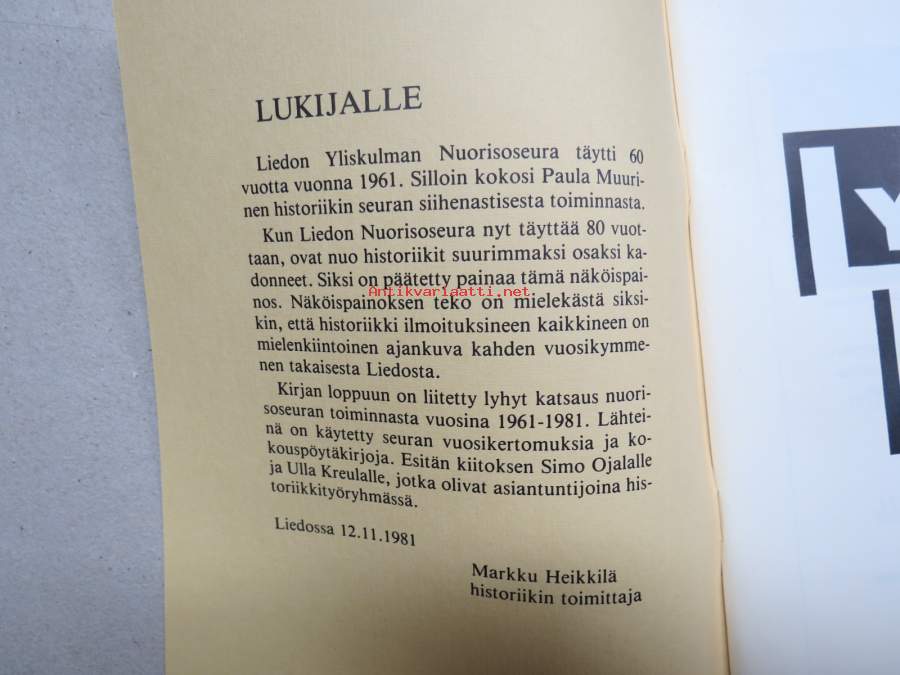 LUKIJALLE
Liedon Yliskulman Nuorisoseura täytti 60
vuotta vuonna 1961. Silloin kokosi Paula Muuri-
nen historiikin seuran siihenastisesta toiminnasta.
Kun Liedon Nuorisoseura nyt täyttää 80 vuot-
taan, ovat nuo historiikit suurimmaksi osaksi ka-
donneet. Siksi on päätetty painaa tämä näköispai-
nos. Näköispainoksen teko on mielekästä siksi-
kin, että historiikki ilmoituksineen kaikkineen on
mielenkiintoinen ajankuva kahden vuosikymme-
nen takaisesta Liedosta.
Kirjan loppuun on liitetty lyhyt katsaus nuori-
soseuran toiminnasta vuosina 1961-1981. Lähtei-
nä on käytetty seuran vuosikertomuksia ja ko-
kouspöytäkirjoja. Esitän kiitoksen Simo Ojalalle
ja Ulla Kreulalle, jotka olivat asiantuntijoina his-
toriikkityöryhmässä.
Liedossa 12.11.1981
Markku Heikkilä
historiikin toimittaja
Antikvariaatti.net